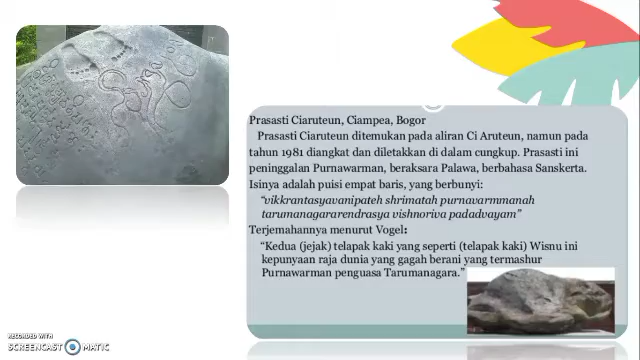 Prasasti Ciaruteun, Ciampea, Bogor
Prasasti Ciaruteun ditemukan pada aliran Ci Aruteun, namun pada
tahun 1981 diangkat dan diletakkan di dalam cungkup. Prasasti ini
peninggalan Purnawarman, beraksara Palawa, berbahasa Sanskerta.
Isinya adalah puisi empat baris, yang berbunyi:
“vikkrantasyavanipateh shrimatah purnavarmmanah
tarumanagararendrasya vishnoriva padadvayam”
Terjemahannya menurut Vogel:
“Kedua (jejak) telapak kaki yang seperti (telapak kaki) Wisnu ini
kepunyaan raja dunia yang gagah berani yang termashur
Purnawarman penguasa Tarumanagara.”
RECORDED WITH
SCREENCAST MATIC